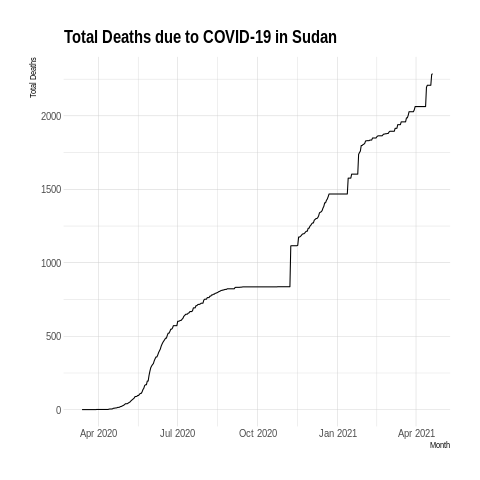 Total Deaths due to COVID-19 in Sudan
Total Deaths
2000
1500
1000
500
0
Apr 2020 Jul 2020 Oct 2020 Jan 2021 Apr 2021
Month